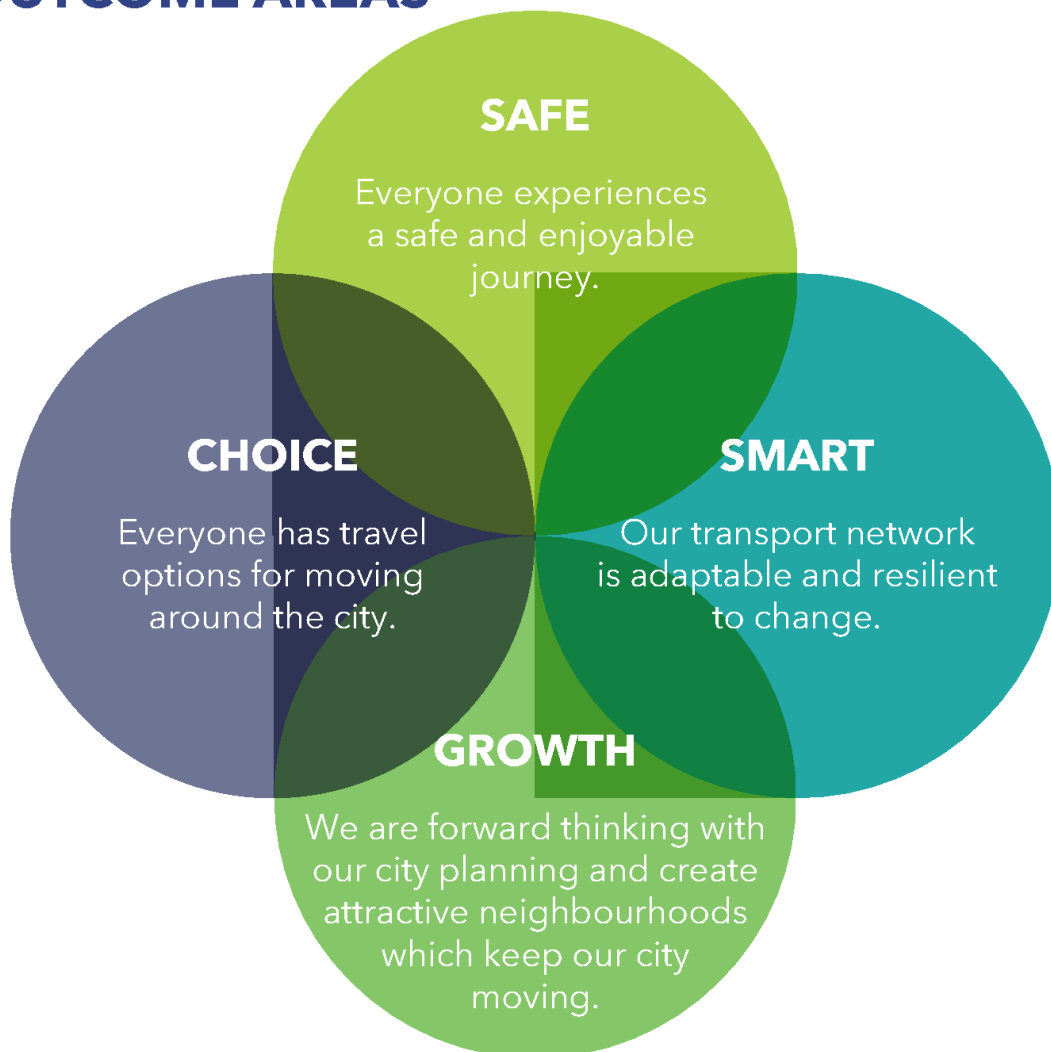 OUTCOME AREAS
SAFE
Everyone experiences
a safe and enjoyable
journey.
CHOICE
Everyone has travel
options for moving
around the city.
SMART
Our transport network
is adaptable and resilient
to change.
GROWTH
We are forward thinking with
our city planning and create
attractive neighbourhoods
which keep our city
moving.